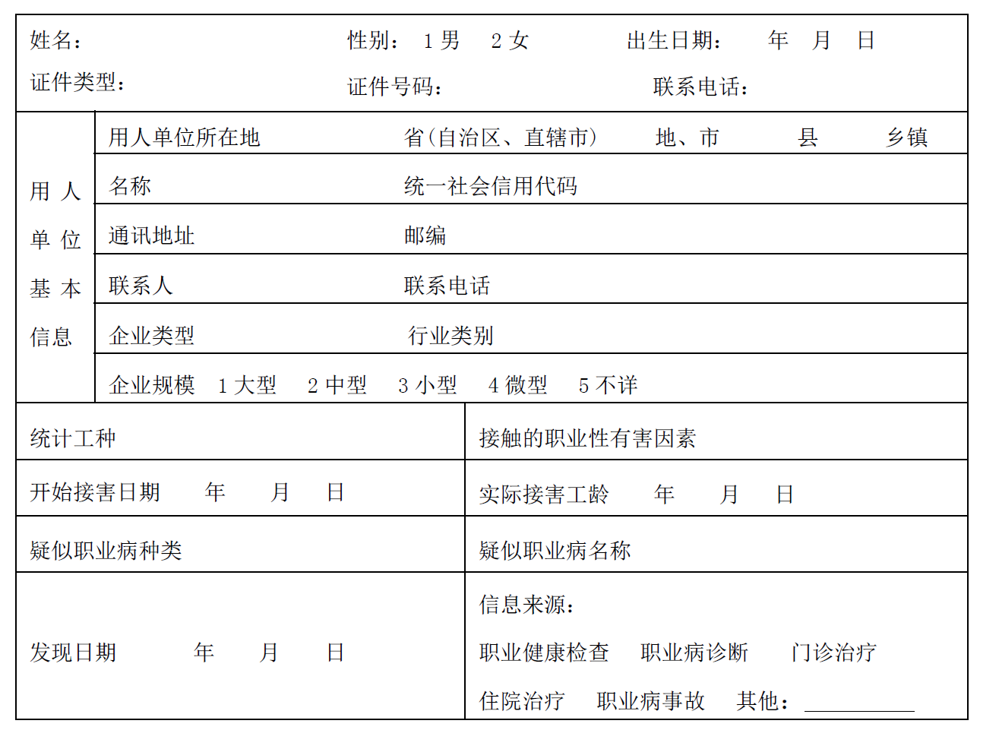 姓名： 性别： 1 男 2 女 出生日期： 年 月 日
证件类型： 证件号码： 联系电话：
用人单位基本信息
用人单位所在地 省(自治区、直辖市) 地、市 县 乡镇
名称 统一社会信用代码
通讯地址 邮编
联系人 联系电话
企业类型 行业类别
企业规模 1 大型 2 中型 3 小型 4 微型 5 不详
统计工种 接触的职业性有害因素
开始接害日期 年 月 日 实际接害工龄 年 月 日
疑似职业病种类 疑似职业病名称
发现日期 年 月 日
信息来源：
职业健康检查 职业病诊断 门诊治疗
住院治疗 职业病事故 其他：